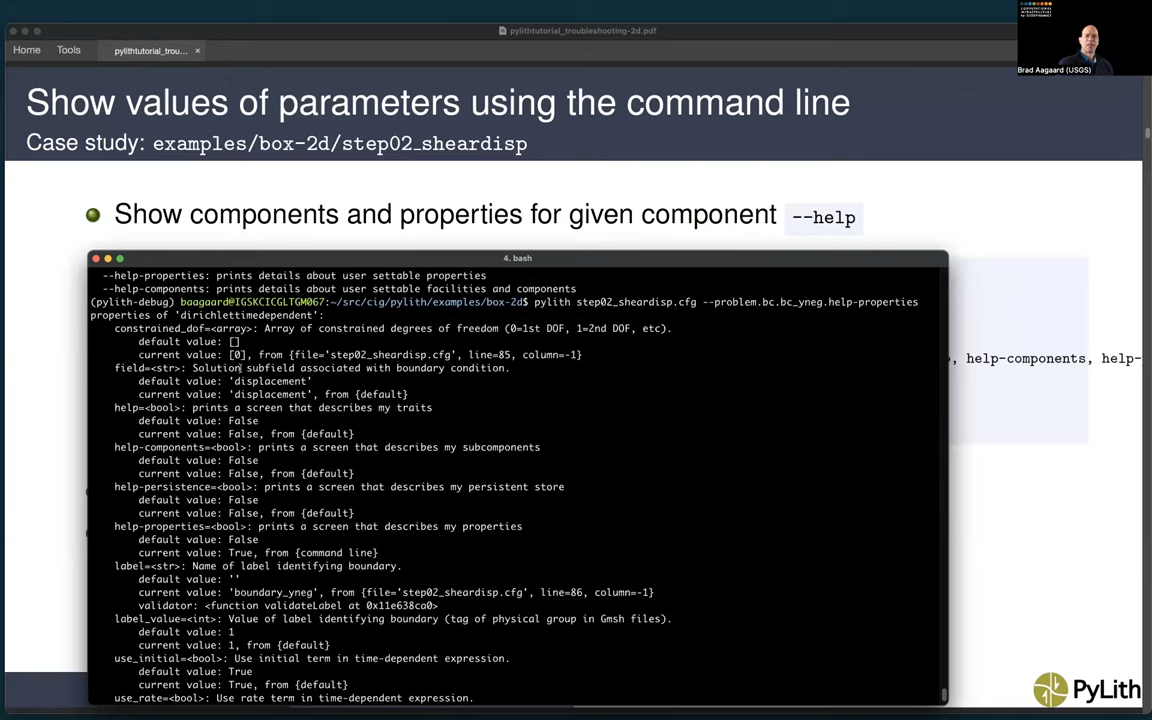 pylithtutorial_troubleshooting-2d.pdf
Home Tools pylithtutorial_trou... ×
COMPUTATIONAL
INFRASTRUCTURE
for GEODYNAMICS
Brad Aagaard (USGS)
Show values of parameters using the command line
Case study: examples/box-2d/step02_sheardisp
Show components and properties for given component --help
4. bash
--help-properties: prints details about user settable properties
--help-components: prints details about user settable facilities and components
(pylith-debug) baagaard@IGSKCICGLTGM067:~/src/cig/pylith/examples/box-2d$ pylith step02_sheardisp.cfg --problem.bc.bc_yneg.help-properties
properties of 'dirichlettimedependent':
constrained_dof=<array>: Array of constrained degrees of freedom (0=1st DOF, 1=2nd DOF, etc).
default value: []
current value: [0], from {file='step02_sheardisp.cfg', line=85, column=-1}
field=<str>: Solution subfield associated with boundary condition.
default value: 'displacement'
current value: 'displacement', from {default}
help=<bool>: prints a screen that describes my traits
default value: False
current value: False, from {default}
help-components=<bool>: prints a screen that describes my subcomponents
default value: False
current value: False, from {default}
help-persistence=<bool>: prints a screen that describes my persistent store
default value: False
current value: False, from {default}
help-properties=<bool>: prints a screen that describes my properties
default value: False
current value: True, from {command line}
label=<str>: Name of label identifying boundary.
default value: ''
current value: 'boundary_yneg', from {file='step02_sheardisp.cfg', line=86, column=-1}
validator: <function validateLabel at 0x11e638ca0>
label_value=<int>: Value of label identifying boundary (tag of physical group in Gmsh files).
default value: 1
current value: 1, from {default}
use_initial=<bool>: Use initial term in time-dependent expression.
default value: True
current value: True, from {default}
use_rate=<bool>: Use rate term in time-dependent expression.
, help-components, help-
PyLith